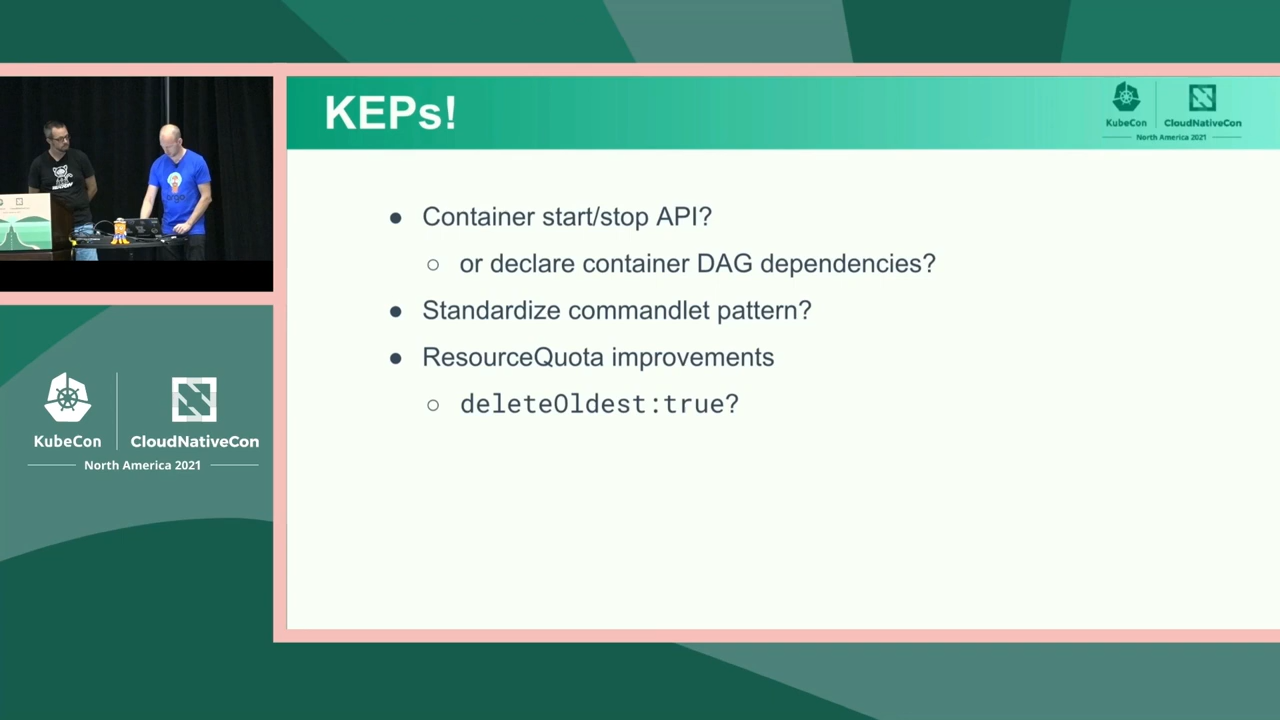 KEPs!
KubeCon
CloudNativeCon
North America 2021
Container start/stop API?
or declare container DAG dependencies?
Standardize commandlet pattern?
ResourceQuota improvements
deleteOldest:true?
KubeCon
CloudNativeCon
North America 2021